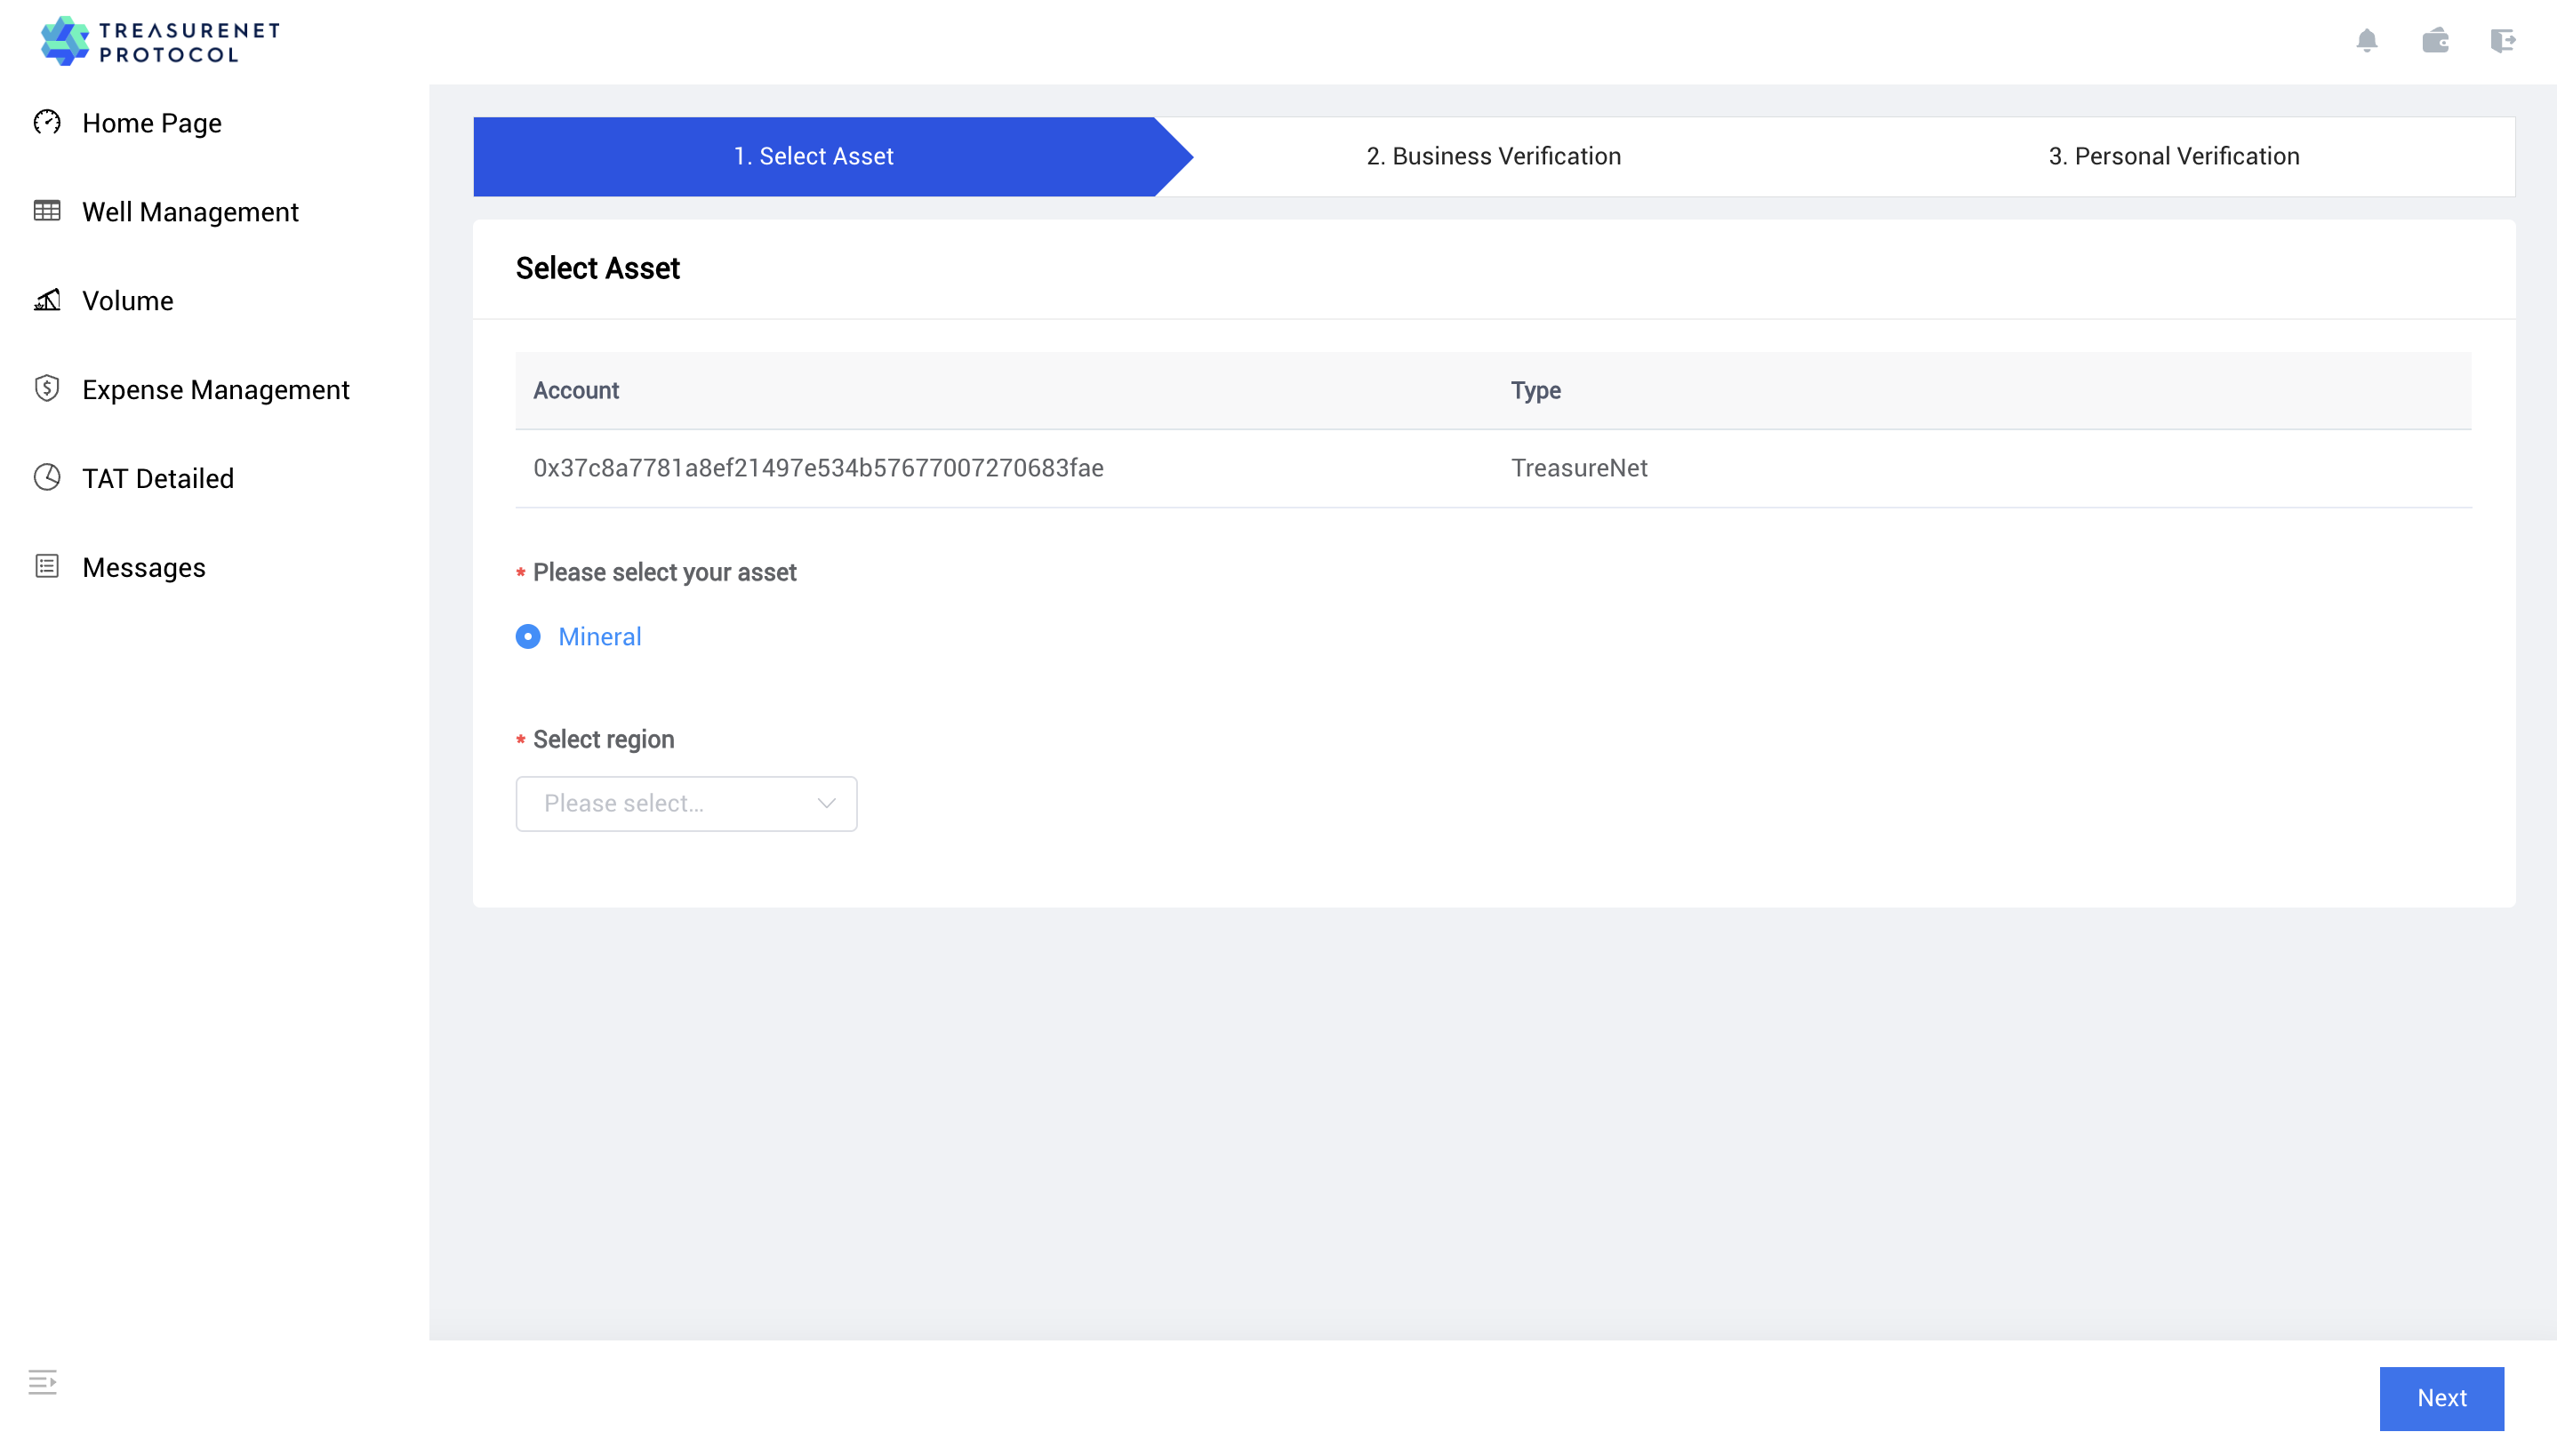 TREASURENET
PROTOCOL
Home Page
Well Management
Volume
Expense Management
TAT Detailed
Messages
1. Select Asset
2. Business Verification
3. Personal Verification
Select Asset
Account
Type
0x37c8a7781a8ef21497e534b57677007270683fae
TreasureNet
* Please select your asset
Mineral
* Select region
Please select...
Next